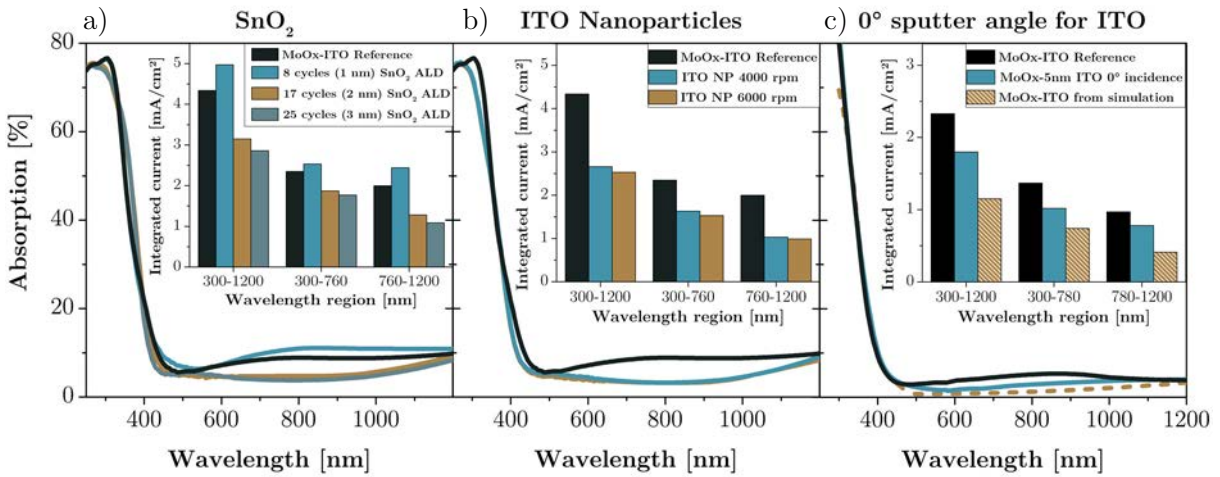 a) SnO₂
b) ITO Nanoparticles
c) 0° sputter angle for ITO
Absorption [%]
80
60
40
20
0
Integrated current [mA/cm²]
5
4
3
2
1
0
MoOx-ITO Reference
8 cycles (1 nm) SnO₂ ALD
17 cycles (2 nm) SnO₂ ALD
25 cycles (3 nm) SnO₂ ALD
300-1200 300-760 760-1200
Wavelength region [nm]
400 600 800 1000
Wavelength [nm]
Integrated current [mA/cm²]
5
4
3
2
1
0
MoOx-ITO Reference
ITO NP 4000 rpm
ITO NP 6000 rpm
300-1200 300-760 760-1200
Wavelength region [nm]
400 600 800 1000
Wavelength [nm]
Integrated current [mA/cm²]
3
2
1
0
MoOx-ITO Reference
MoOx-5nm ITO 0° incidence
MoOx-ITO from simulation
300-1200 300-780 780-1200
Wavelength region [nm]
400 600 800 1000 1200
Wavelength [nm]